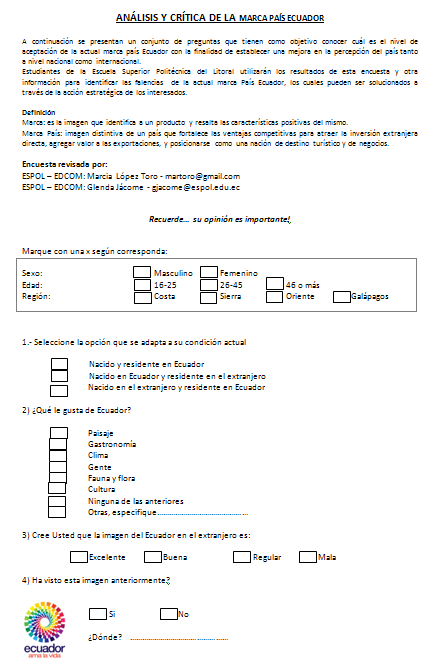 ANÁLISIS Y CRÍTICA DE LA MARCA PAÍS ECUADOR
A continuación se presentan un conjunto de preguntas que tienen como objetivo conocer cuál es el nivel de
aceptación de la actual marca país Ecuador con la finalidad de establecer una mejora en la percepción del país tanto
a nivel nacional como internacional.
Estudiantes de la Escuela Superior Politécnica del Litoral utilizarán los resultados de esta encuesta y otra
información para identificar las falencias de la actual marca País Ecuador, los cuales pueden ser solucionados a
través de la acción estratégica de los interesados.
Definición
Marca: es la imagen que identifica a un producto y resalta las características positivas del mismo.
Marca País: imagen distintiva de un país que fortalece las ventajas competitivas para atraer la inversión extranjera
directa, agregar valor a las exportaciones, y posicionarse como una nación de destino turístico y de negocios.
Encuesta revisada por:
ESPOL – EDCOM: Marcia López Toro - martoro@gmail.com
ESPOL – EDCOM: Glenda Jácome - gjacome@espol.edu.ec
Recuerde... su opinión es importante!,
Marque con una x según corresponda:
Sexo: Masculino Femenino
Edad: 16-25 26-45 46 o más
Región: Costa Sierra Oriente Galápagos
1.- Seleccione la opción que se adapta a su condición actual
Nacido y residente en Ecuador
Nacido en Ecuador y residente en el extranjero
Nacido en el extranjero y residente en Ecuador
2) ¿Qué le gusta de Ecuador?
Paisaje
Gastronomía
Clima
Gente
Fauna y flora
Cultura
Ninguna de las anteriores
Otras, especifique..............................................
3) Cree Usted que la imagen del Ecuador en el extranjero es:
Excelente Buena Regular Mala
4) Ha visto esta imagen anteriormente?
Si No
¿Dónde? ..................................................
ecuador
ama la vida